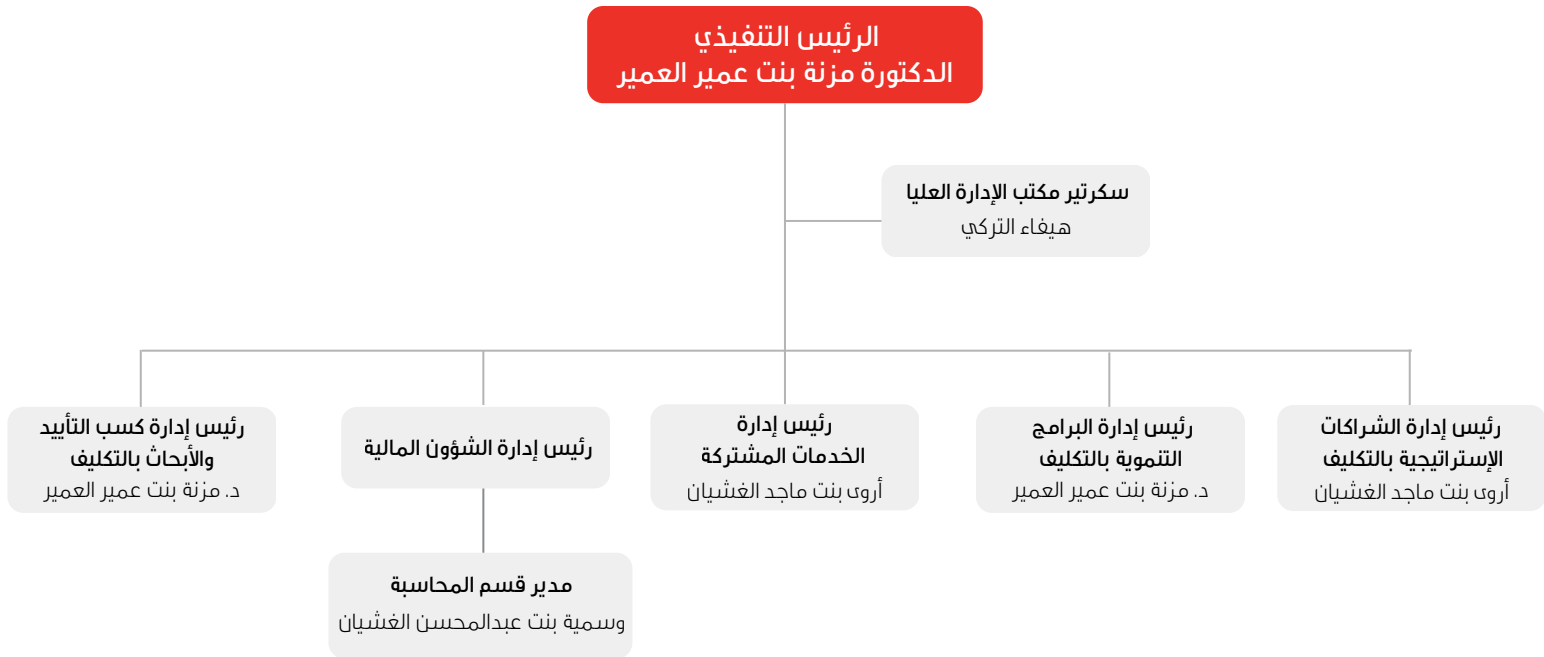 الرئيس التنفيذي
الدكتورة مزنة بنت عمير العمير
سكرتير مكتب الإدارة العليا
هيفاء التركي
رئيس إدارة الشراكات
الإستراتيجية بالتكليف
أروى بنت ماجد الغشيان
رئيس إدارة البرامج
التنموية بالتكليف
د. مزنة بنت عمير العمير
رئيس إدارة
الخدمات المشتركة
أروى بنت ماجد الغشيان
رئيس إدارة الشؤون المالية
رئيس إدارة كسب التأييد
والأبحاث بالتكليف
د. مزنة بنت عمير العمير
مدير قسم المحاسبة
وسمية بنت عبدالمحسن الغشيان